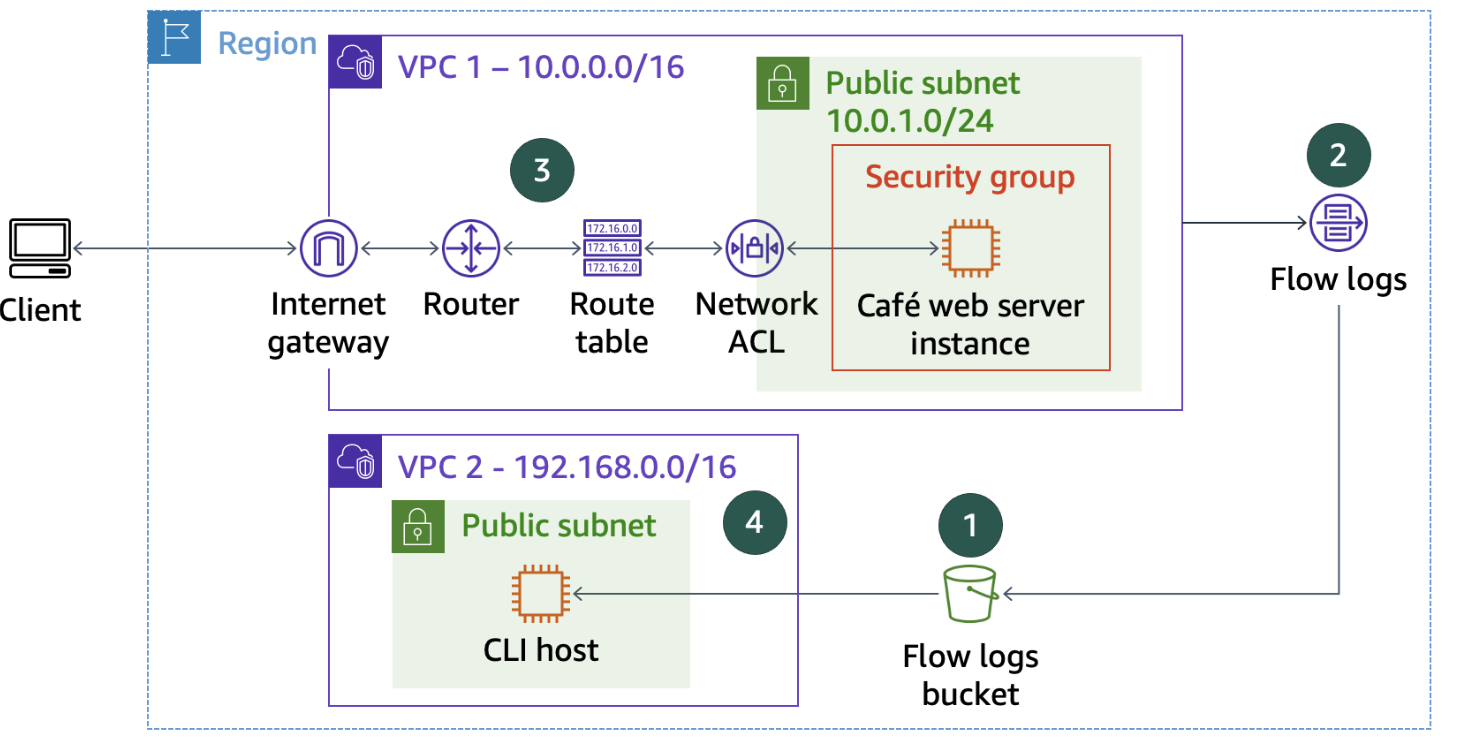 Region
VPC 1 – 10.0.0.0/16
Public subnet
10.0.1.0/24
Security group
3
2
172.16.0.0
172.16.1.0
172.16.2.0
Client
Internet
gateway
Router
Route
table
Network
ACL
Café web server
instance
Flow logs
VPC 2 - 192.168.0.0/16
Public subnet
4
1
CLI host
Flow logs
bucket